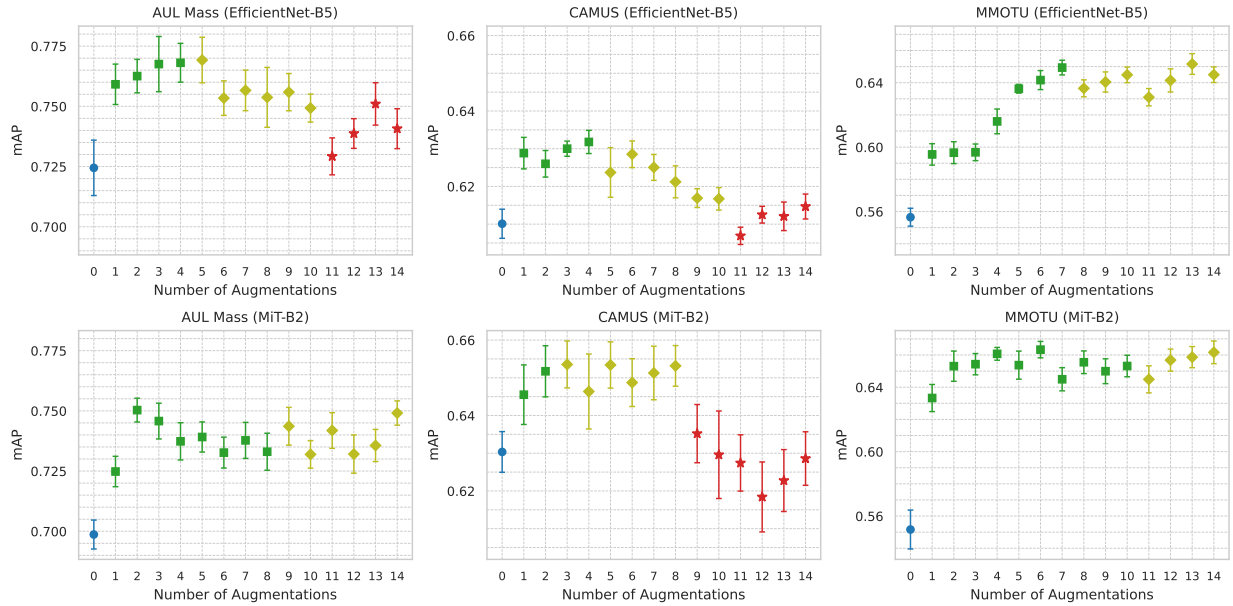 AUL Mass (EfficientNet-B5)
mAP
0.775
0.750
0.725
0.700
0 1 2 3 4 5 6 7 8 9 10 11 12 13 14
Number of Augmentations
CAMUS (EfficientNet-B5)
mAP
0.66
0.64
0.62
0 1 2 3 4 5 6 7 8 9 10 11 12 13 14
Number of Augmentations
MMOTU (EfficientNet-B5)
mAP
0.64
0.60
0.56
0 1 2 3 4 5 6 7 8 9 10 11 12 13 14
Number of Augmentations
AUL Mass (MiT-B2)
mAP
0.775
0.750
0.725
0.700
0 1 2 3 4 5 6 7 8 9 10 11 12 13 14
Number of Augmentations
CAMUS (MiT-B2)
mAP
0.66
0.64
0.62
0 1 2 3 4 5 6 7 8 9 10 11 12 13 14
Number of Augmentations
MMOTU (MiT-B2)
mAP
0.64
0.60
0.56
0 1 2 3 4 5 6 7 8 9 10 11 12 13 14
Number of Augmentations